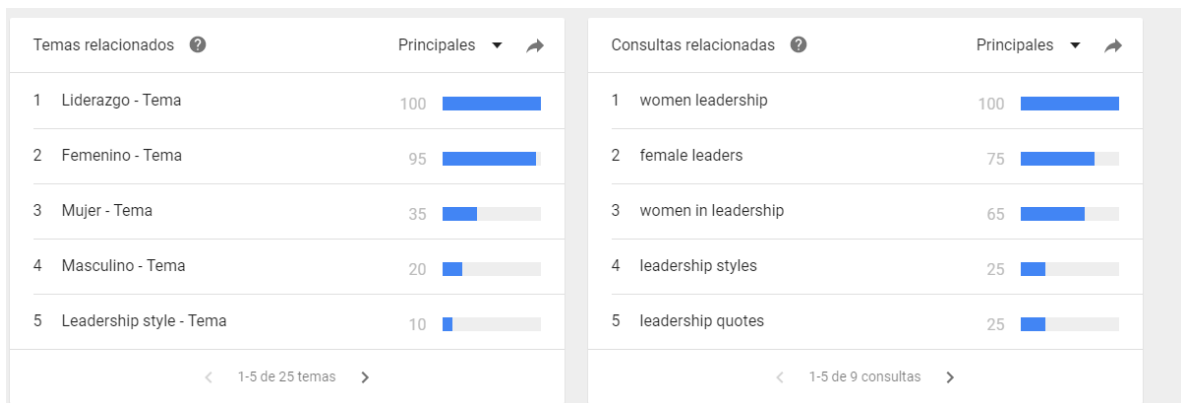 Temas relacionados ?
Principales
1 Liderazgo - Tema 100
2 Femenino - Tema 95
3 Mujer - Tema 35
4 Masculino - Tema 20
5 Leadership style - Tema 10
1-5 de 25 temas
Consultas relacionadas ?
Principales
1 women leadership 100
2 female leaders 75
3 women in leadership 65
4 leadership styles 25
5 leadership quotes 25
1-5 de 9 consultas